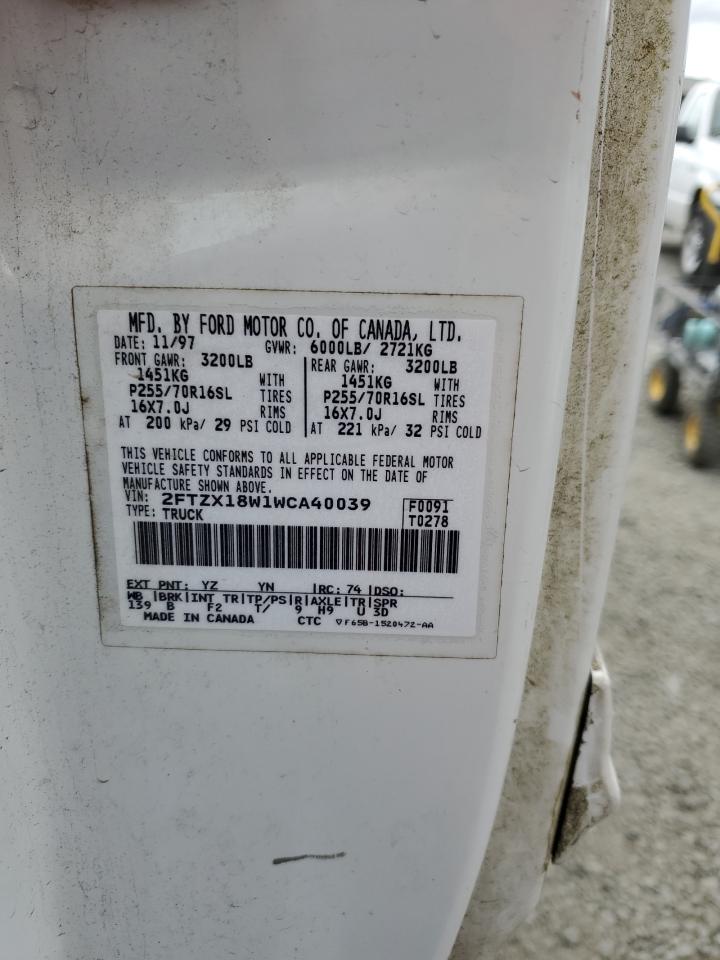 MFD. BY FORD MOTOR CO. OF CANADA, LTD.
DATE: 11/97 GVWR: 6000LB/ 2721KG
FRONT GAWR: 3200LB REAR GAWR: 3200LB
1451KG WITH 1451KG WITH
P255/70R16SL TIRES P255/70R16SL TIRES
16X7.0J RIMS 16X7.0J RIMS
AT 200 kPa/ 29 PSI COLD AT 221 kPa/ 32 PSI COLD
THIS VEHICLE CONFORMS TO ALL APPLICABLE FEDERAL MOTOR
VEHICLE SAFETY STANDARDS IN EFFECT ON THE DATE OF
MANUFACTURE SHOWN ABOVE.
VIN: 2FTZX18W1WCA40039 F0091
TYPE: TRUCK T0278
EXT PNT: YZ YN |RC: 74 |DSO:
WB |BRK|INT TR|TP/PS|R|AXLE|TR|SPR
139 B F2 T/ 9 H9 U 3D
MADE IN CANADA CTC ▽F65B-1520472-AA